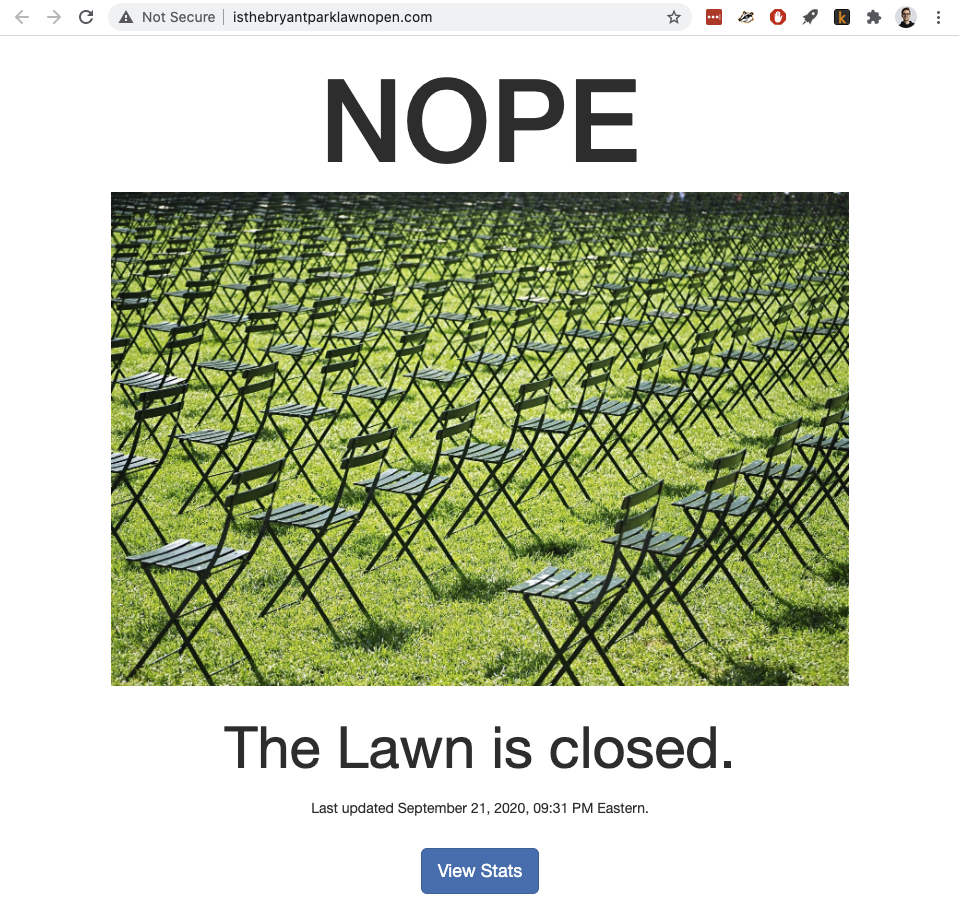 Not Secure | isthebryantparklawnopen.com
NOPE
The Lawn is closed.
Last updated September 21, 2020, 09:31 PM Eastern.
View Stats